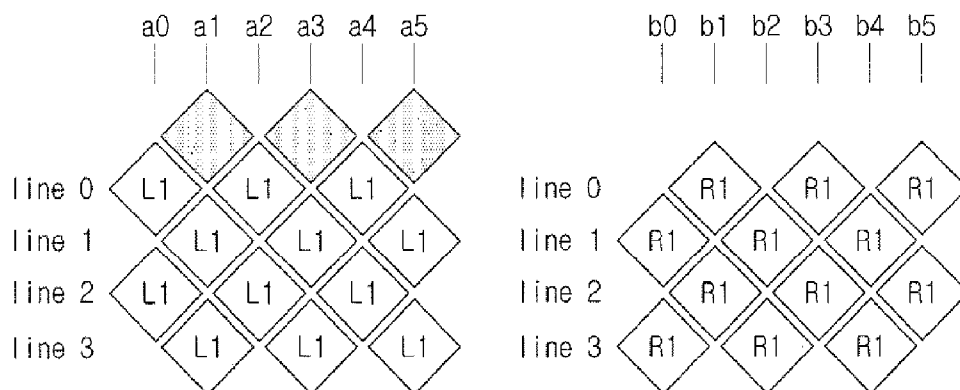 a0 a1 a2 a3 a4 a5 b0 b1 b2 b3 b4 b5
line 0 L1 L1 L1 line 0 R1 R1 R1
line 1 L1 L1 L1 line 1 R1 R1 R1
line 2 L1 L1 L1 line 2 R1 R1 R1
line 3 L1 L1 L1 line 3 R1 R1 R1